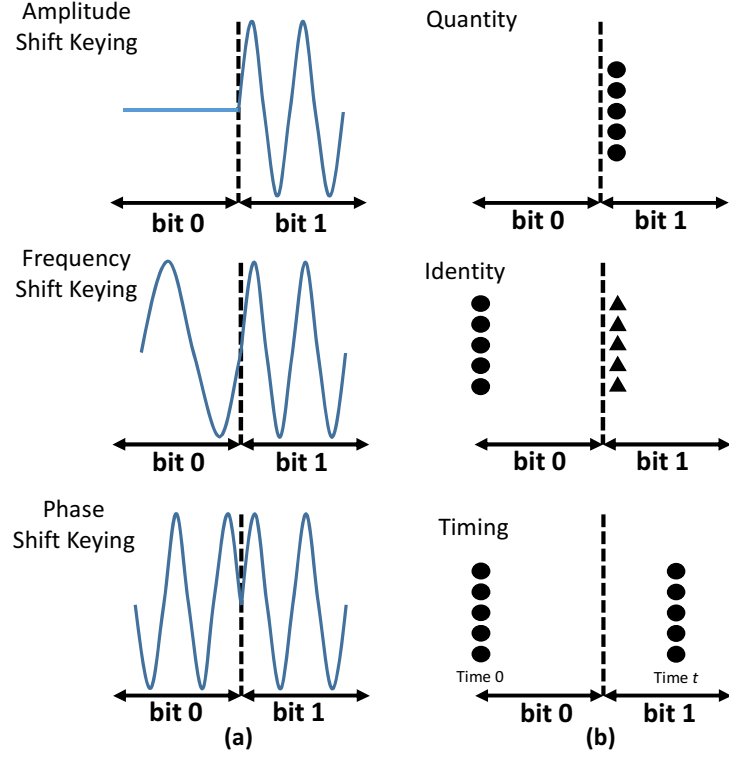 Amplitude
Shift Keying
Quantity
bit 0
bit 1
bit 0
bit 1
Frequency
Shift Keying
Identity
bit 0
bit 1
bit 0
bit 1
Phase
Shift Keying
Timing
Time 0
Time t
bit 0
bit 1
bit 0
bit 1
(a)
(b)